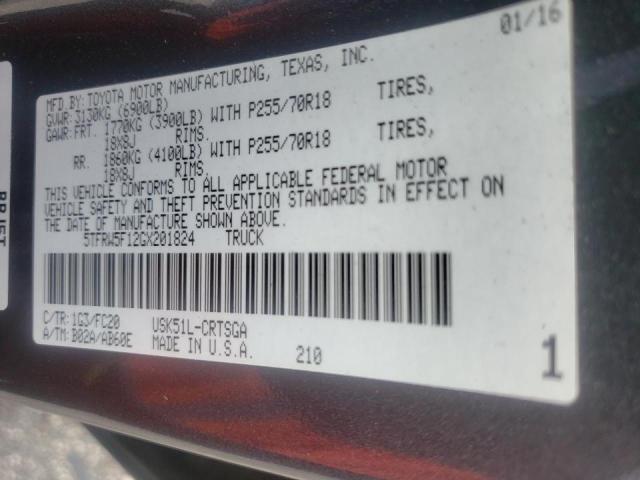 01/16
MFD BY: TOYOTA MOTOR MANUFACTURING, TEXAS, INC.
GVWR: 3130KG (6900LB)
GAWR: FRT. 1770KG (3900LB) WITH P255/70R18 TIRES,
18X8J RIMS.
RR. 1860KG (4100LB) WITH P255/70R18 TIRES,
18X8J RIMS.
THIS VEHICLE CONFORMS TO ALL APPLICABLE FEDERAL MOTOR
VEHICLE SAFETY AND THEFT PREVENTION STANDARDS IN EFFECT ON
THE DATE OF MANUFACTURE SHOWN ABOVE.
5TFRW5F12GX201824 TRUCK
C/TR: 1G3/FC20 USK51L-CRTSGA
A/TM: B02A/AB60E MADE IN U.S.A. 210
1